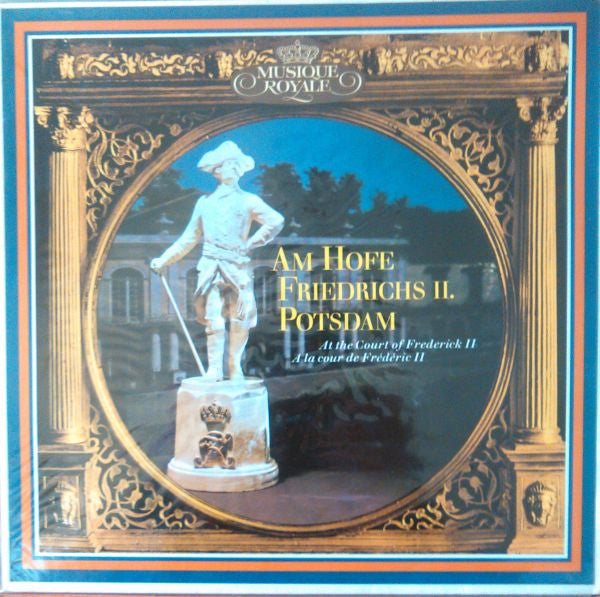 MUSIQUE
ROYALE
AM HOFE
FRIEDRICHS II.
POTSDAM
At the Court of Frederick II
A la cour de Frédéric II